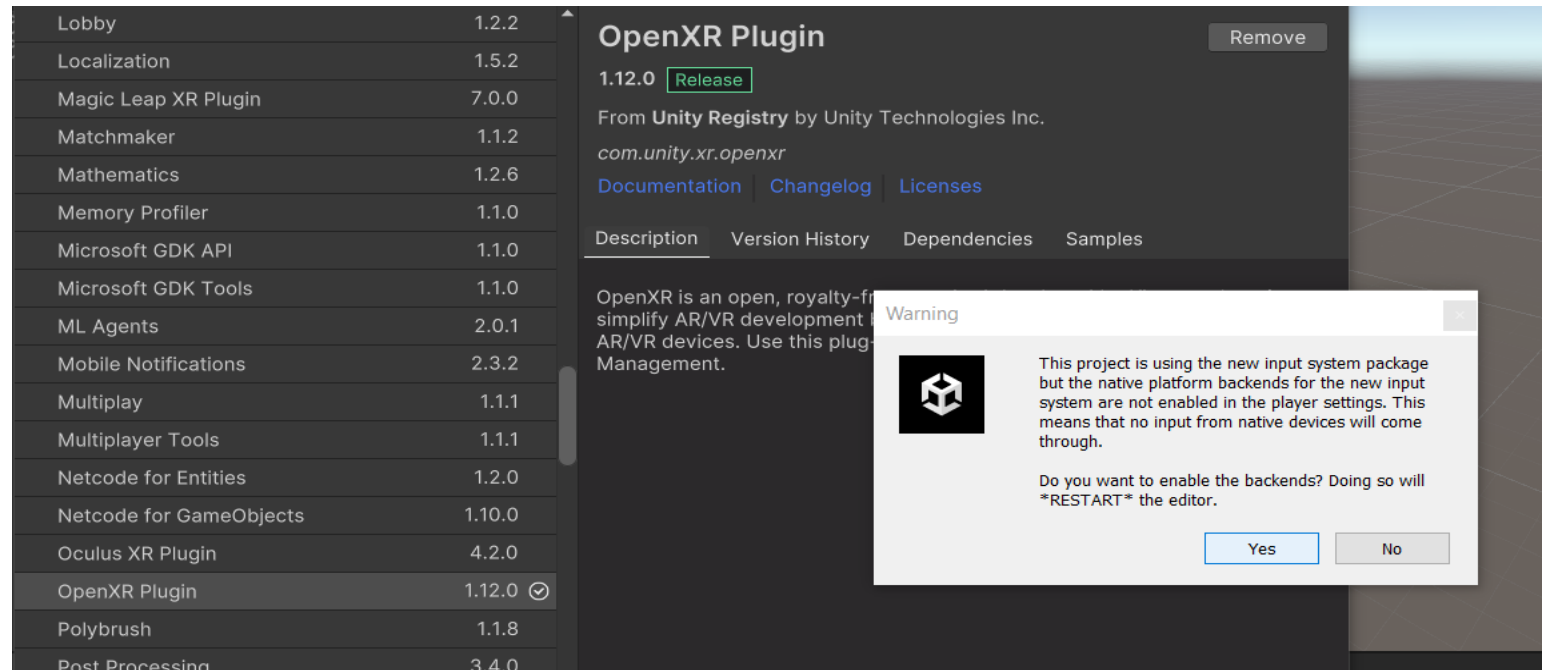 Lobby 1.2.2
Localization 1.5.2
Magic Leap XR Plugin 7.0.0
Matchmaker 1.1.2
Mathematics 1.2.6
Memory Profiler 1.1.0
Microsoft GDK API 1.1.0
Microsoft GDK Tools 1.1.0
ML Agents 2.0.1
Mobile Notifications 2.3.2
Multiplay 1.1.1
Multiplayer Tools 1.1.1
Netcode for Entities 1.2.0
Netcode for GameObjects 1.10.0
Oculus XR Plugin 4.2.0
OpenXR Plugin 1.12.0
Polybrush 1.1.8
Post Processing 3.4.0
OpenXR Plugin
Remove
1.12.0 Release
From Unity Registry by Unity Technologies Inc.
com.unity.xr.openxr
Documentation Changelog Licenses
Description Version History Dependencies Samples
OpenXR is an open,
simplify AR/VR development
AR/VR devices. Use this
Management.
Warning
This project is using the new input system package
but the native platform backends for the new input
system are not enabled in the player settings. This
means that no input from native devices will come
through.
Do you want to enable the backends? Doing so will
*RESTART* the editor.
Yes No